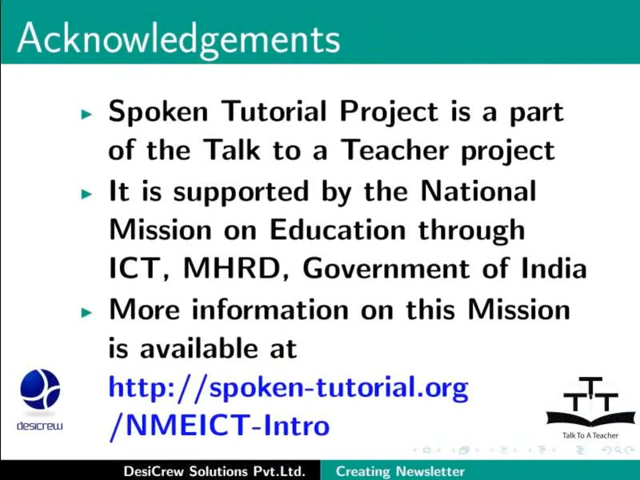 Acknowledgements
Spoken Tutorial Project is a part
of the Talk to a Teacher project
It is supported by the National
Mission on Education through
ICT, MHRD, Government of India
More information on this Mission
is available at
http://spoken-tutorial.org
/NMEICT-Intro
desicrew
TTT
Talk To A Teacher
DesiCrew Solutions Pvt.Ltd.
Creating Newsletter